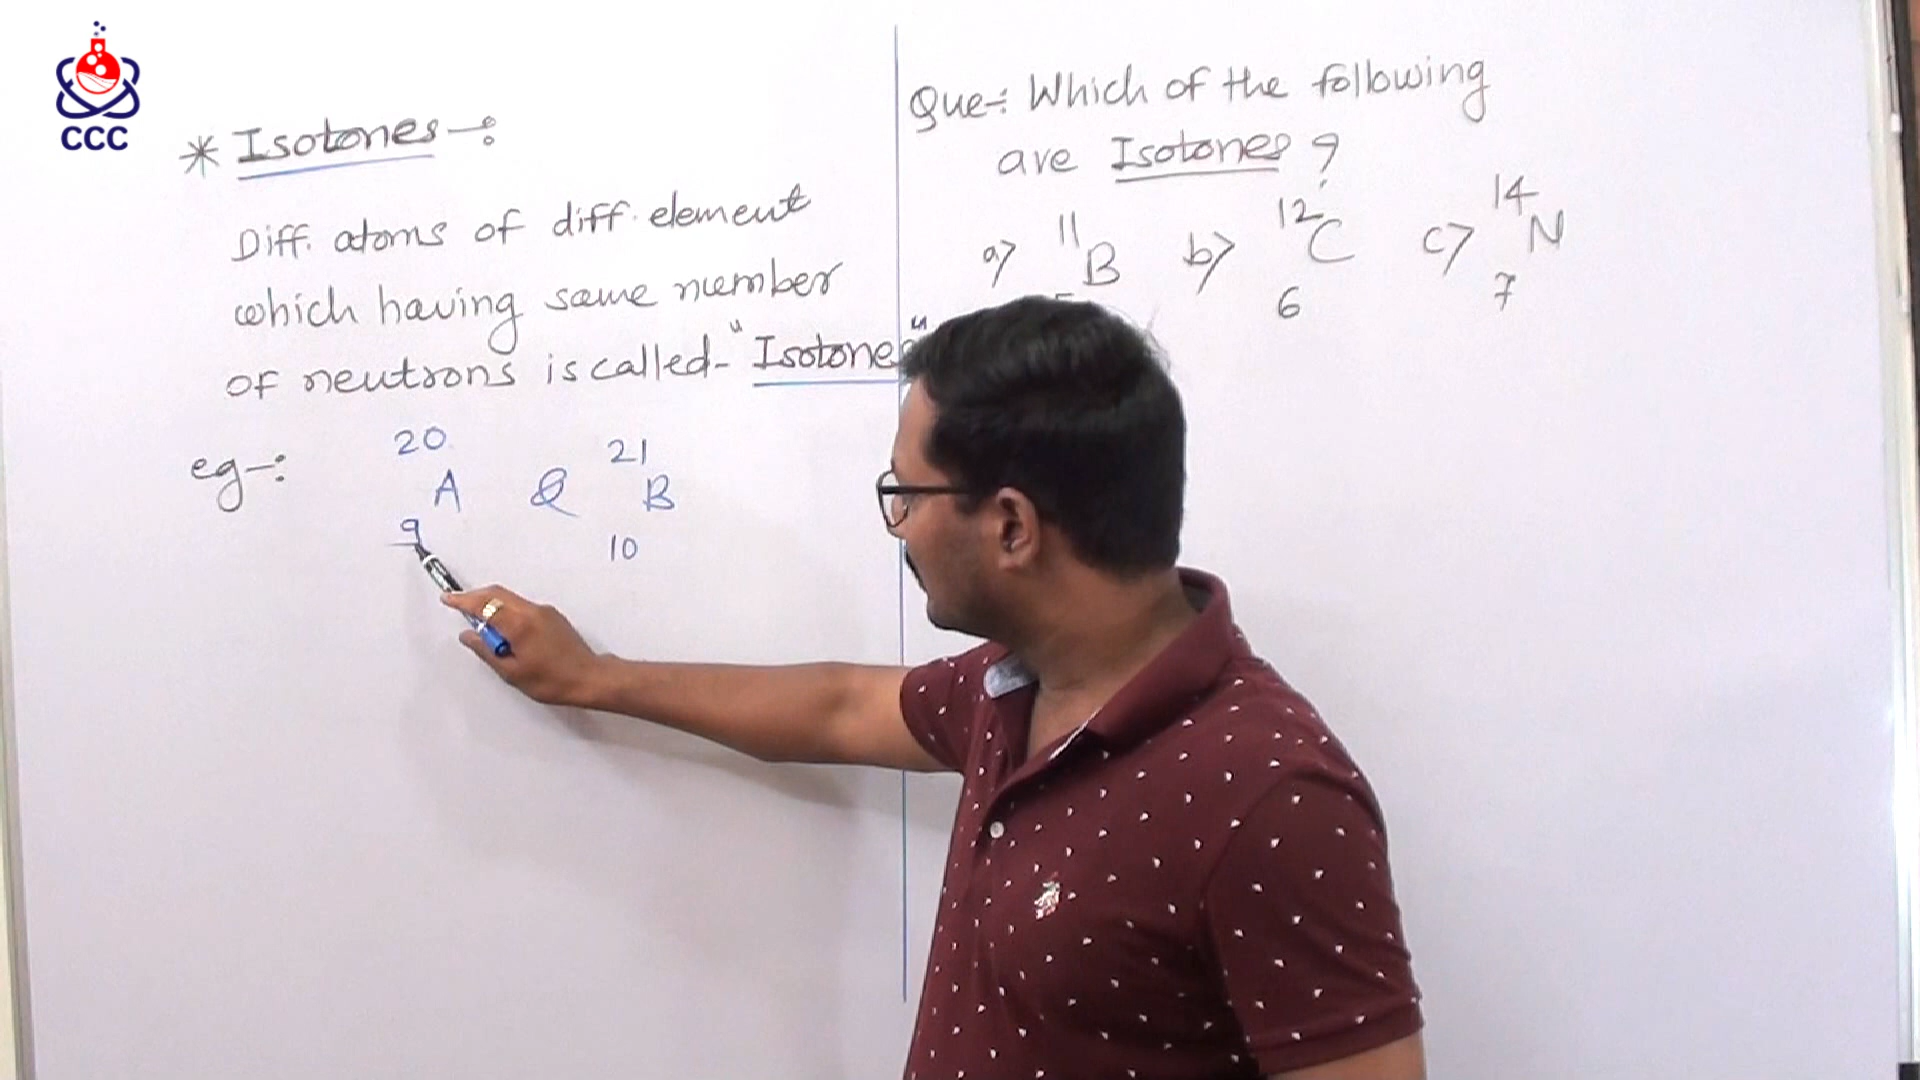 CCC
* Isotones -:
Diff. atoms of diff. element
which having same number
of neutrons is called - "Isotones"
eg -: 20 A 9 & 21 B 10
Que -: Which of the following
are Isotones ?
a) 11 B b) 12 C 6 c) 14 N 7